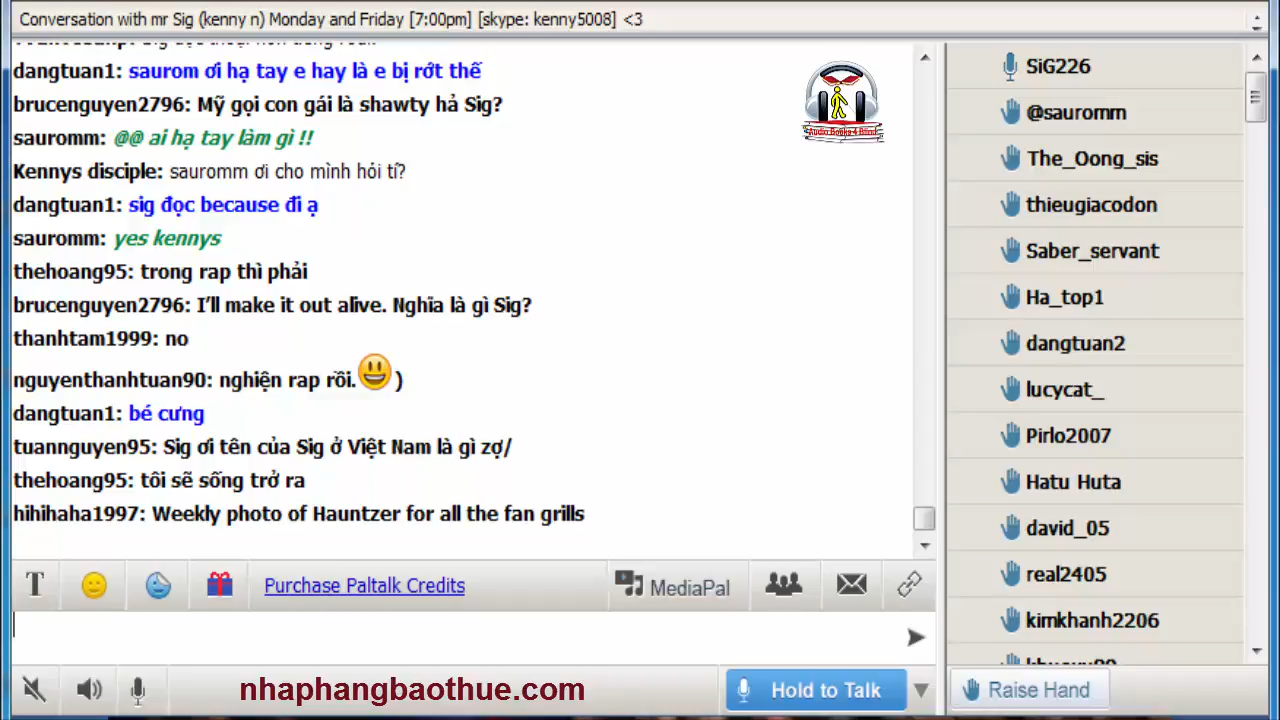 Conversation with mr Sig (kenny n) Monday and Friday [7:00pm] [skype: kenny5008] <3
dangtuan1: saurom ơi hạ tay e hay là e bị rớt thế
brucenguyen2796: Mỹ gọi con gái là shawty hả Sig?
sauromm: @@ ai hạ tay làm gì !!
Kennys disciple: sauromm ơi cho mình hỏi tí?
dangtuan1: sig đọc because đi ạ
sauromm: yes kennys
thehoang95: trong rap thì phải
brucenguyen2796: I'll make it out alive. Nghĩa là gì Sig?
thanhtam1999: no
nguyenthanhtuan90: nghiện rap rồi. )
dangtuan1: bé cưng
tuannguyen95: Sig ơi tên của Sig ở Việt Nam là gì zợ/
thehoang95: tôi sẽ sống trở ra
hihihaha1997: Weekly photo of Hauntzer for all the fan grills
Audio Books 4 Blind
T
Purchase Paltalk Credits
MediaPal
nhaphangbaothue.com
Hold to Talk
SiG226
@sauromm
The_Oong_sis
thieugiacodon
Saber_servant
Ha_top1
dangtuan2
lucycat_
Pirlo2007
Hatu Huta
david_05
real2405
kimkhanh2206
Raise Hand